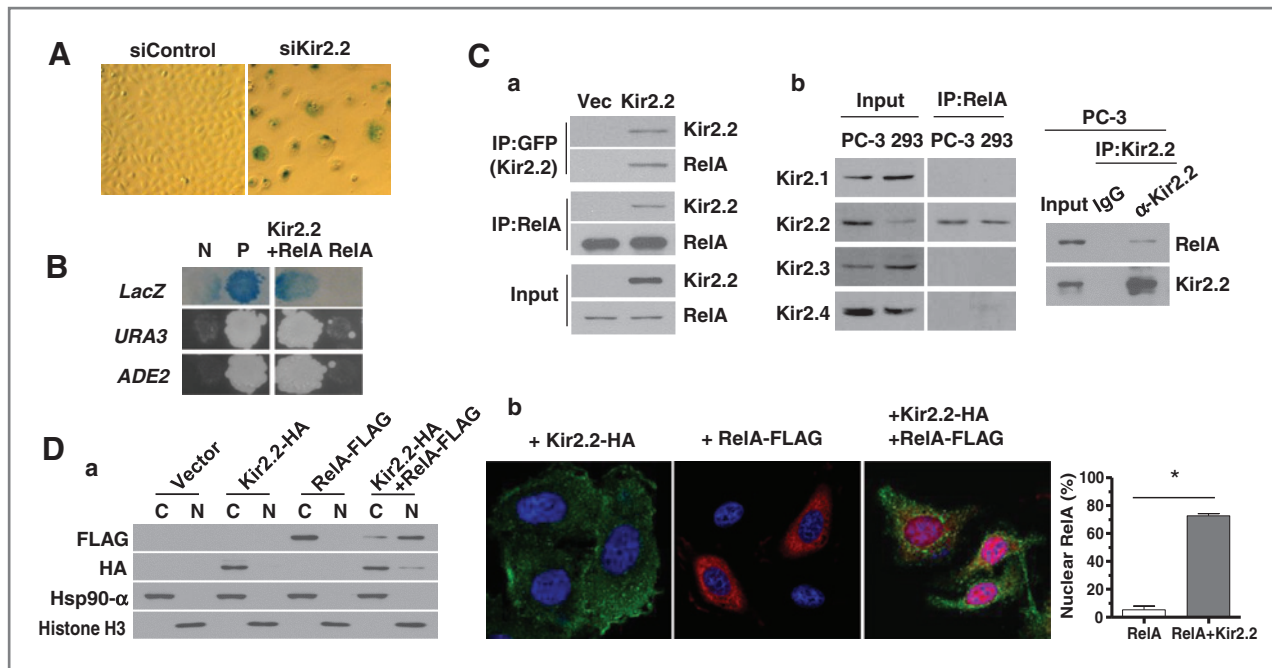 A
siControl
siKir2.2
B
N
P
Kir2.2
+RelA
RelA
LacZ
URA3
ADE2
C
a
Vec
Kir2.2
IP:GFP
(Kir2.2)
Kir2.2
RelA
IP:RelA
Kir2.2
RelA
Input
Kir2.2
RelA
b
Input
IP:RelA
PC-3 293
PC-3 293
Kir2.1
Kir2.2
Kir2.3
Kir2.4
PC-3
IP:Kir2.2
Input
IgG
α-Kir2.2
RelA
Kir2.2
D
a
Vector
Kir2.2-HA
RelA-FLAG
Kir2.2-HA
+RelA-FLAG
C N C N C N C N
FLAG
HA
Hsp90-α
Histone H3
b
+ Kir2.2-HA
+ RelA-FLAG
+Kir2.2-HA
+RelA-FLAG
Nuclear RelA (%)
100
80
60
40
20
0
*
RelA
RelA+Kir2.2